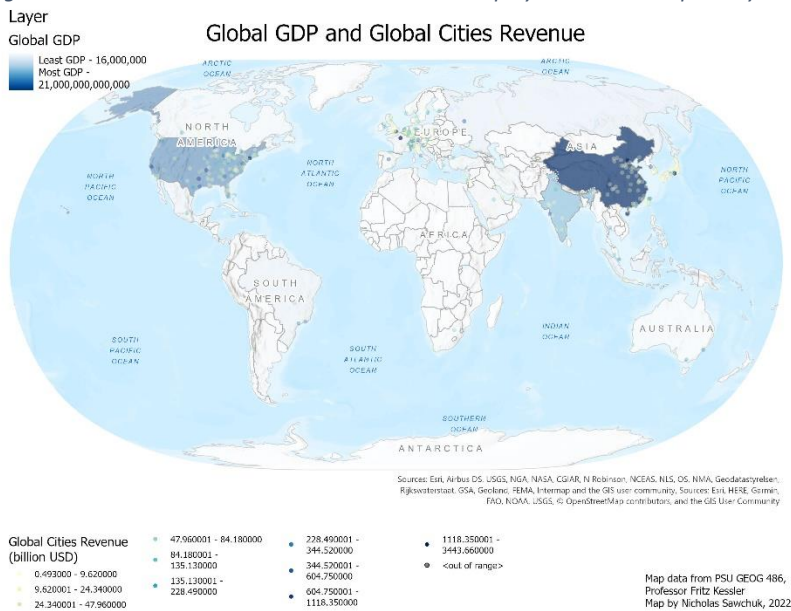 Layer
Global GDP
Least GDP - 16,000,000
Most GDP -
21,000,000,000,000
Global GDP and Global Cities Revenue
ARCTIC
OCEAN
ARCTIC
OCEAN
NORTH
AMERICA
EUROPE
ASIA
NORTH
PACIFIC
OCEAN
NORTH
ATLANTIC
OCEAN
NORTH
PACIFIC
OCEAN
AFRICA
SOUTH
AMERICA
INDIAN
OCEAN
AUSTRALIA
SOUTH
PACIFIC
OCEAN
SOUTH
ATLANTIC
OCEAN
SOUTHERN
OCEAN
ANTARCTICA
Sources: Esri, Airbus DS, USGS, NGA, NASA, CGIAR, N Robinson, NCEAS, NLS, OS, NMA, Geodatastyrelsen,
Rijkswaterstaat, GSA, Geoland, FEMA, Intermap and the GIS user community, Sources: Esri, HERE, Garmin,
FAO, NOAA, USGS, © OpenStreetMap contributors, and the GIS User Community
Global Cities Revenue
(billion USD)
0.493000 - 9.620000
9.620001 - 24.340000
24.340001 - 47.960000
47.960001 - 84.180000
84.180001 -
135.130000
135.130001 -
228.490000
228.490001 -
344.520000
344.520001 -
604.750000
604.750001 -
1118.350000
1118.350001 -
3443.660000
<out of range>
Map data from PSU GEOG 486,
Professor Fritz Kessler
Map by Nicholas Sawchuk, 2022